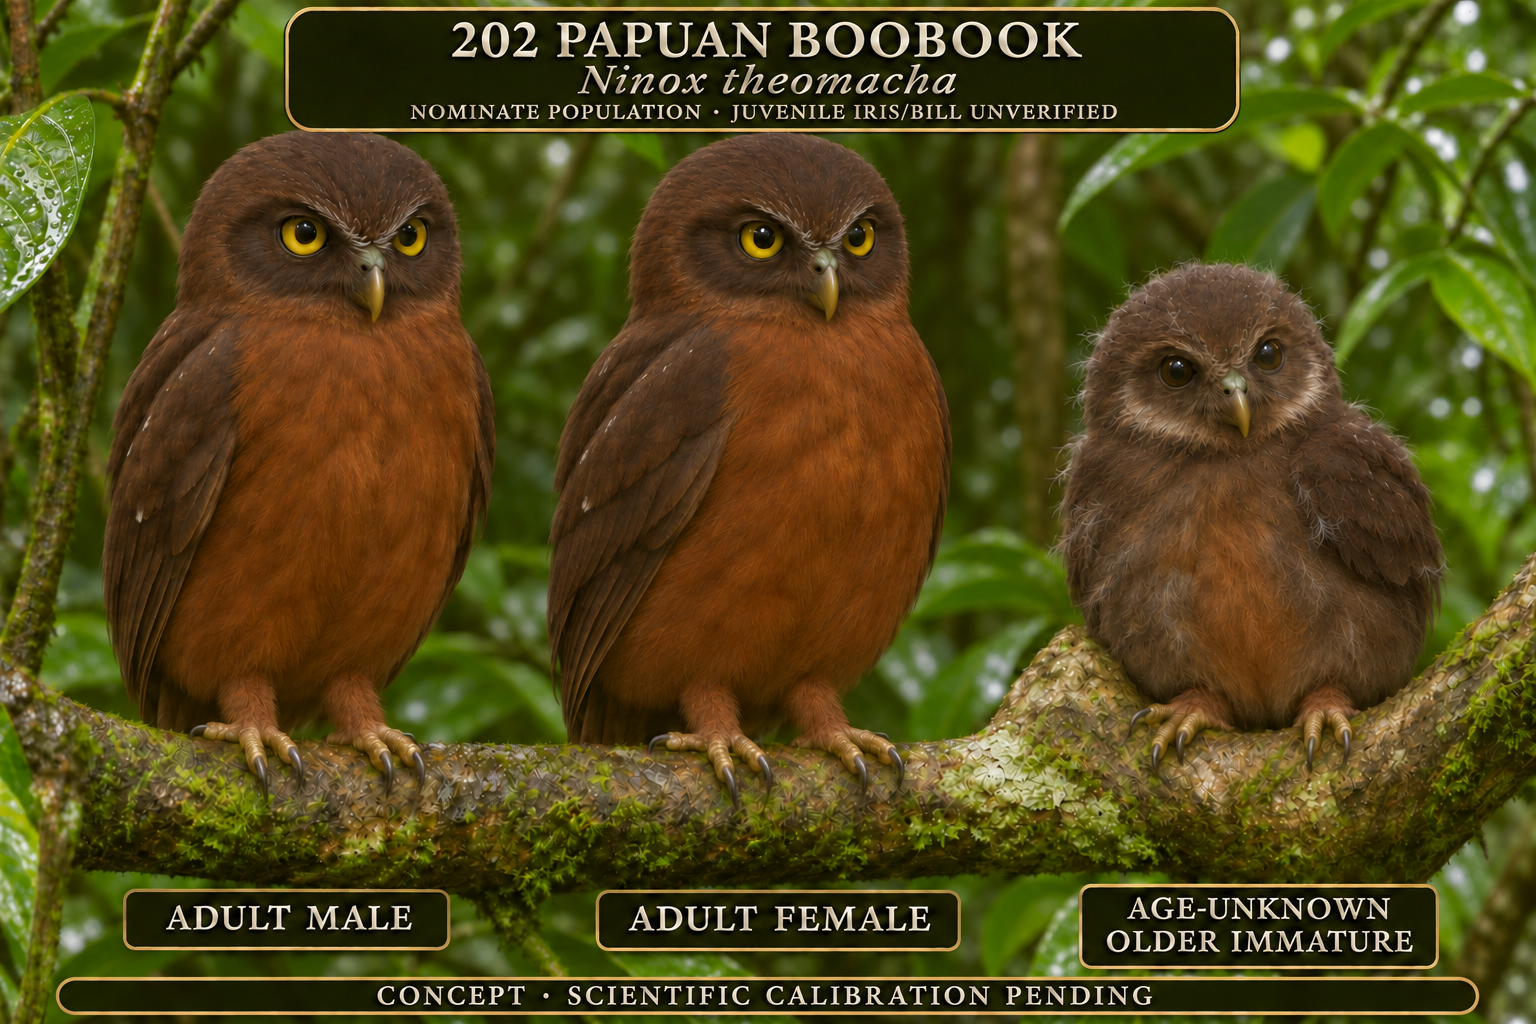 202 PAPUAN BOOBOOK
Ninox theomacha
NOMINATE POPULATION · JUVENILE IRIS/BILL UNVERIFIED
ADULT MALE
ADULT FEMALE
AGE-UNKNOWN
OLDER IMMATURE
CONCEPT · SCIENTIFIC CALIBRATION PENDING